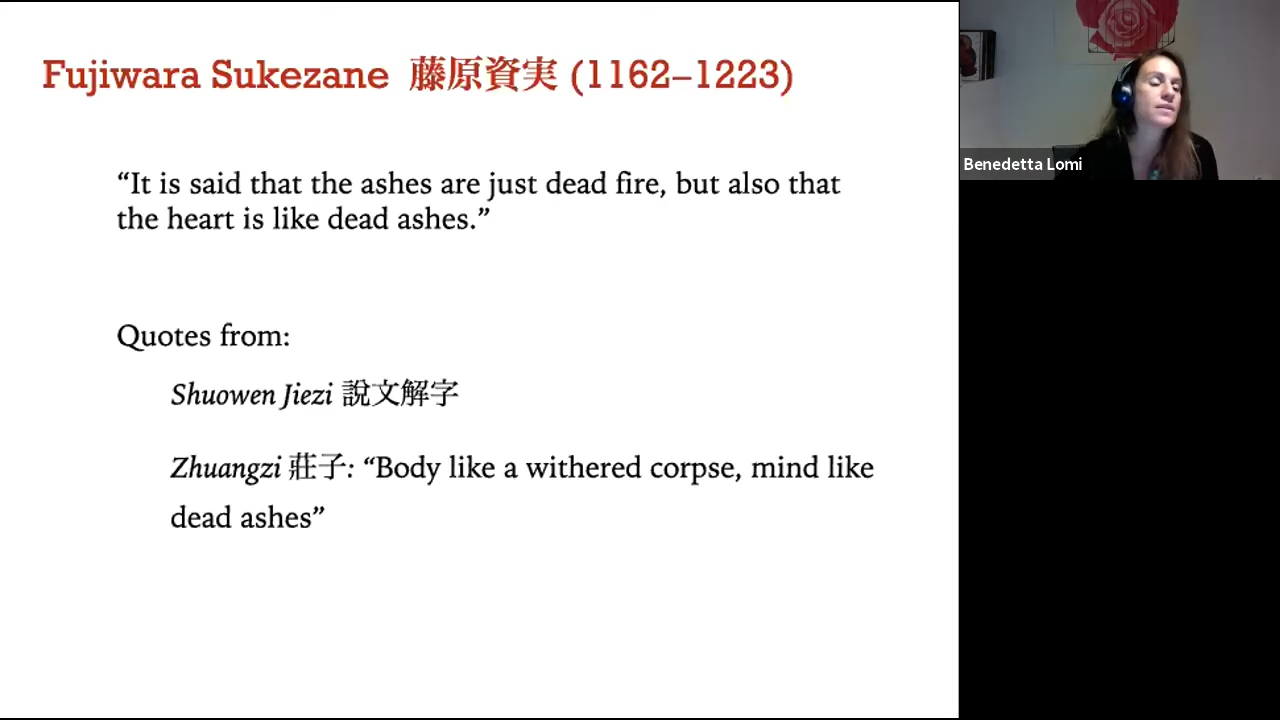 Fujiwara Sukezane 藤原資実 (1162–1223)
“It is said that the ashes are just dead fire, but also that
the heart is like dead ashes.”
Quotes from:
Shuowen Jiezi 說文解字
Zhuangzi 莊子: “Body like a withered corpse, mind like
dead ashes”
Benedetta Lomi